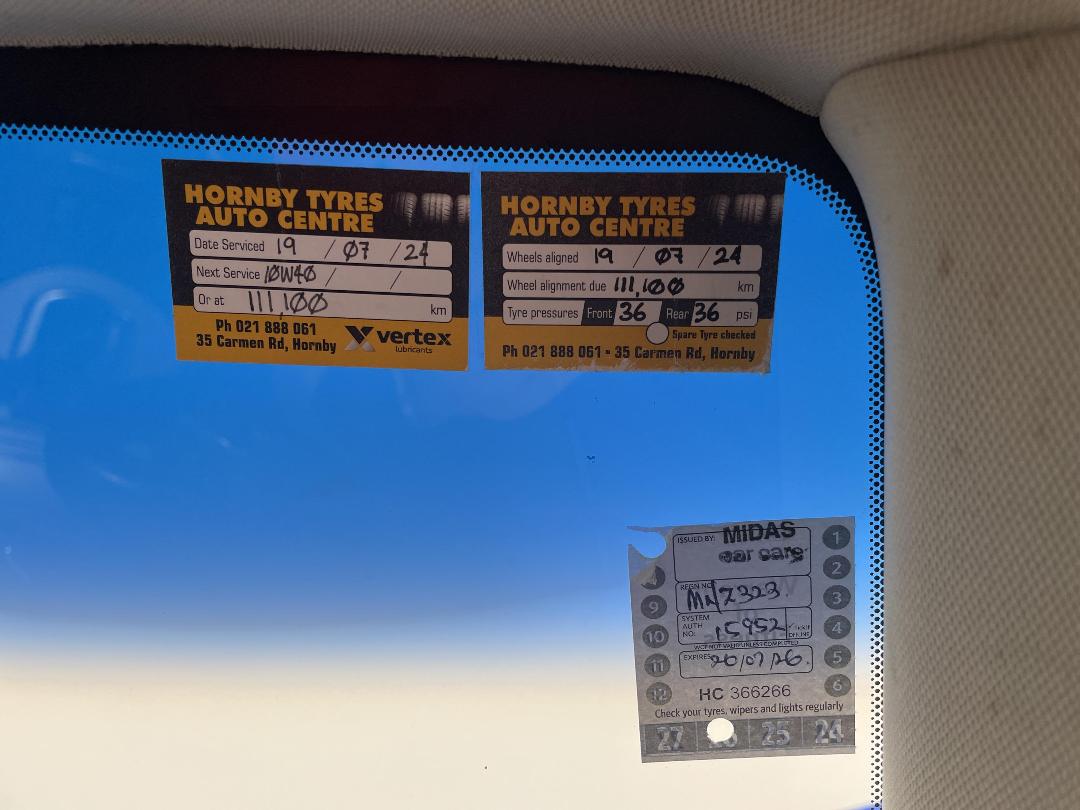 HORNBY TYRES
AUTO CENTRE
Date Serviced 19 / 07 / 24
Next Service 10W40 / /
Or at 111,100 km
Ph 021 888 061
35 Carmen Rd, Hornby
vertex
lubricants
HORNBY TYRES
AUTO CENTRE
Wheels aligned 19 / 07 / 24
Wheel alignment due 111,100 km
Tyre pressures Front 36 Rear 36 psi
Spare Tyre checked
Ph 021 888 061 • 35 Carmen Rd, Hornby
ISSUED BY: MIDAS
car care
REGN NO
SYSTEM
AUTH
NO: 15952
WOF NOT VALID UNLESS COMPLETED
EXPIRES 20/07/26.
HC 366266
Check your tyres, wipers and lights regularly
9
10
11
12
1
2
3
4
5
6
27 25 24